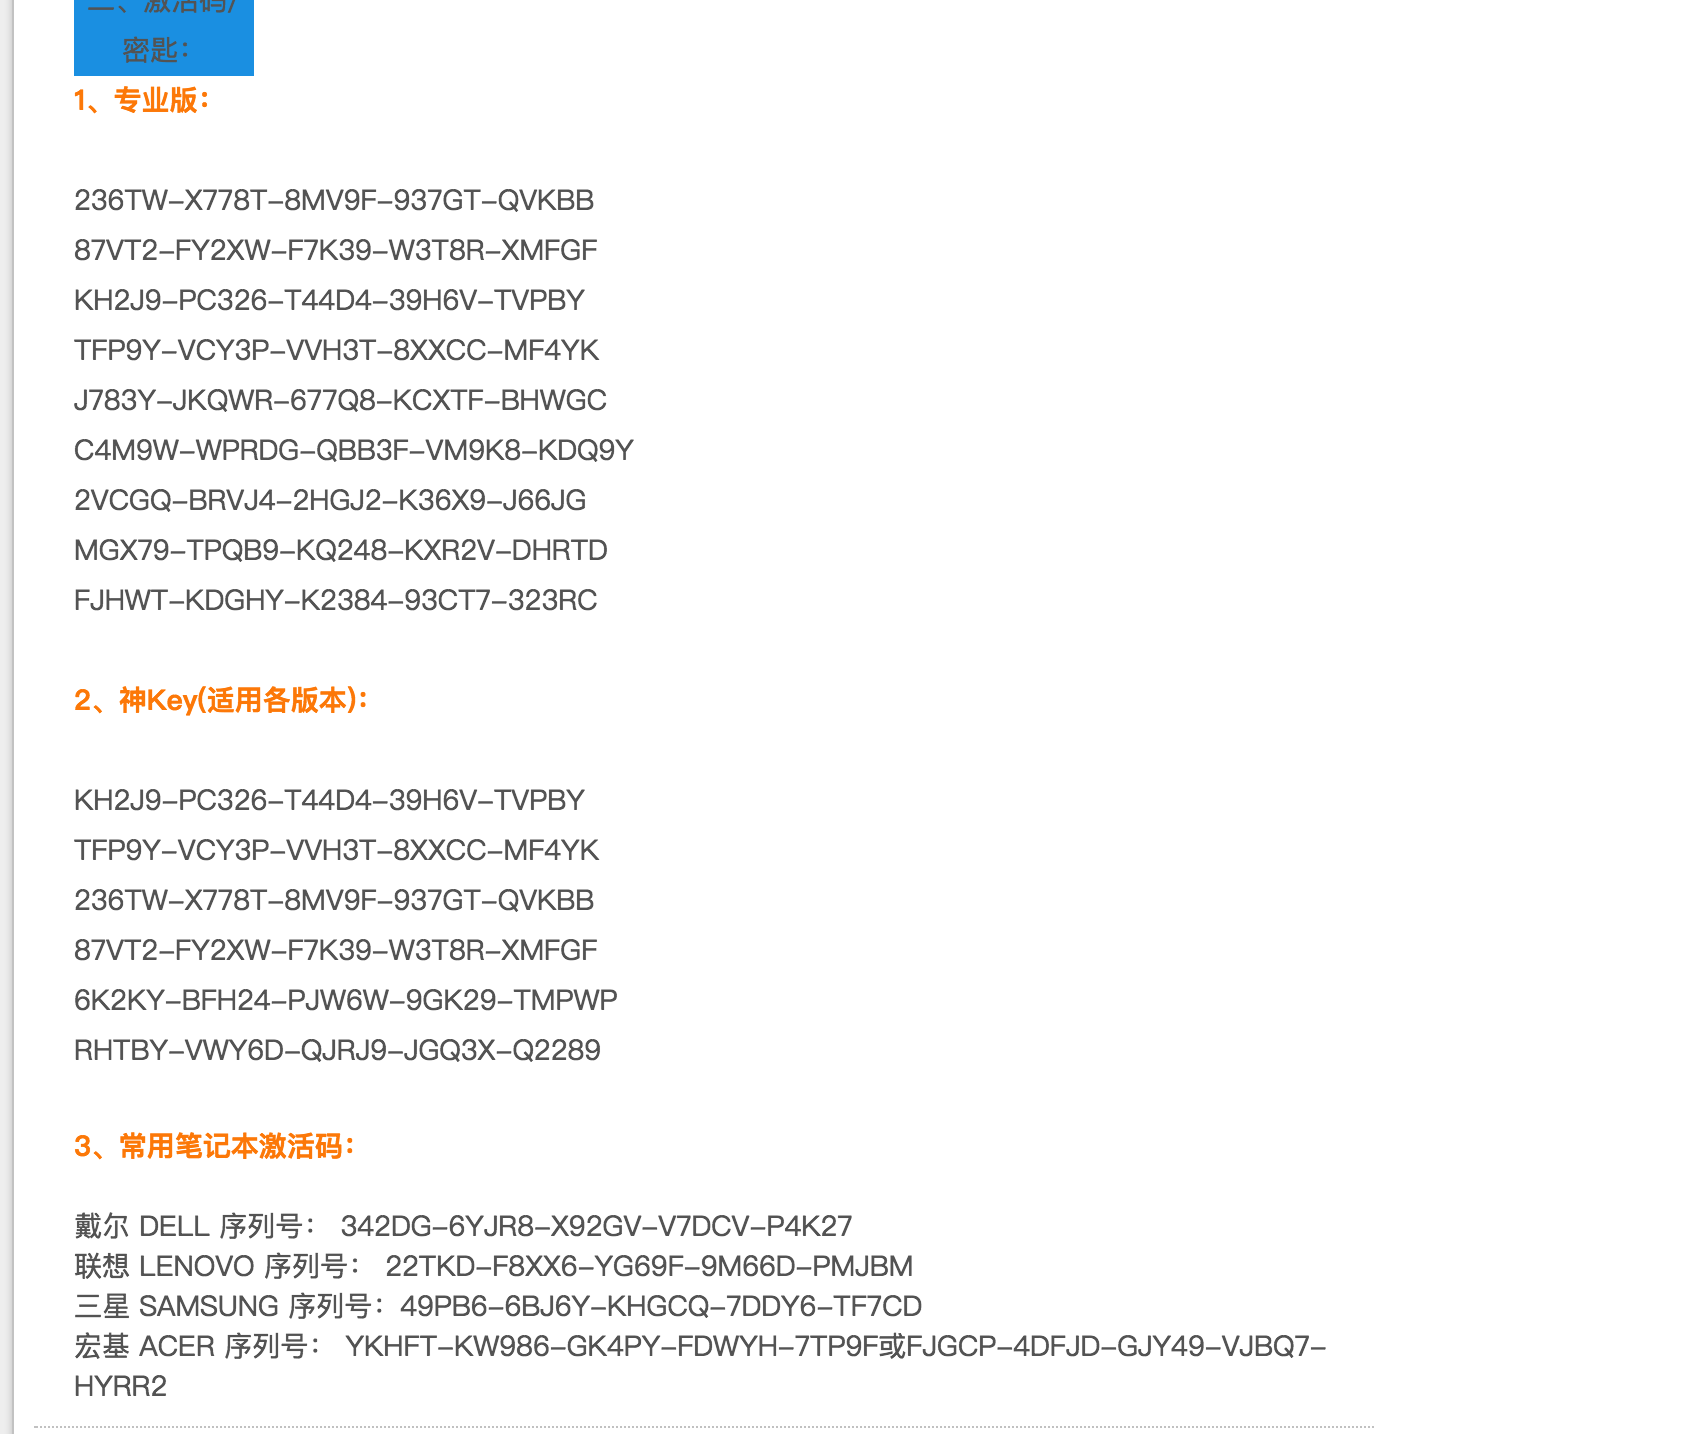 二、激活码/
密匙：
1、专业版：
236TW-X778T-8MV9F-937GT-QVKBB
87VT2-FY2XW-F7K39-W3T8R-XMFGF
KH2J9-PC326-T44D4-39H6V-TVPBY
TFP9Y-VCY3P-VVH3T-8XXCC-MF4YK
J783Y-JKQWR-677Q8-KCXTF-BHWGC
C4M9W-WPRDG-QBB3F-VM9K8-KDQ9Y
2VCGQ-BRVJ4-2HGJ2-K36X9-J66JG
MGX79-TPQB9-KQ248-KXR2V-DHRTD
FJHWT-KDGHY-K2384-93CT7-323RC
2、神Key(适用各版本)：
KH2J9-PC326-T44D4-39H6V-TVPBY
TFP9Y-VCY3P-VVH3T-8XXCC-MF4YK
236TW-X778T-8MV9F-937GT-QVKBB
87VT2-FY2XW-F7K39-W3T8R-XMFGF
6K2KY-BFH24-PJW6W-9GK29-TMPWP
RHTBY-VWY6D-QJRJ9-JGQ3X-Q2289
3、常用笔记本激活码：
戴尔 DELL 序列号： 342DG-6YJR8-X92GV-V7DCV-P4K27
联想 LENOVO 序列号： 22TKD-F8XX6-YG69F-9M66D-PMJBM
三星 SAMSUNG 序列号：49PB6-6BJ6Y-KHGCQ-7DDY6-TF7CD
宏基 ACER 序列号： YKHFT-KW986-GK4PY-FDWYH-7TP9F或FJGCP-4DFJD-GJY49-VJBQ7-
HYRR2